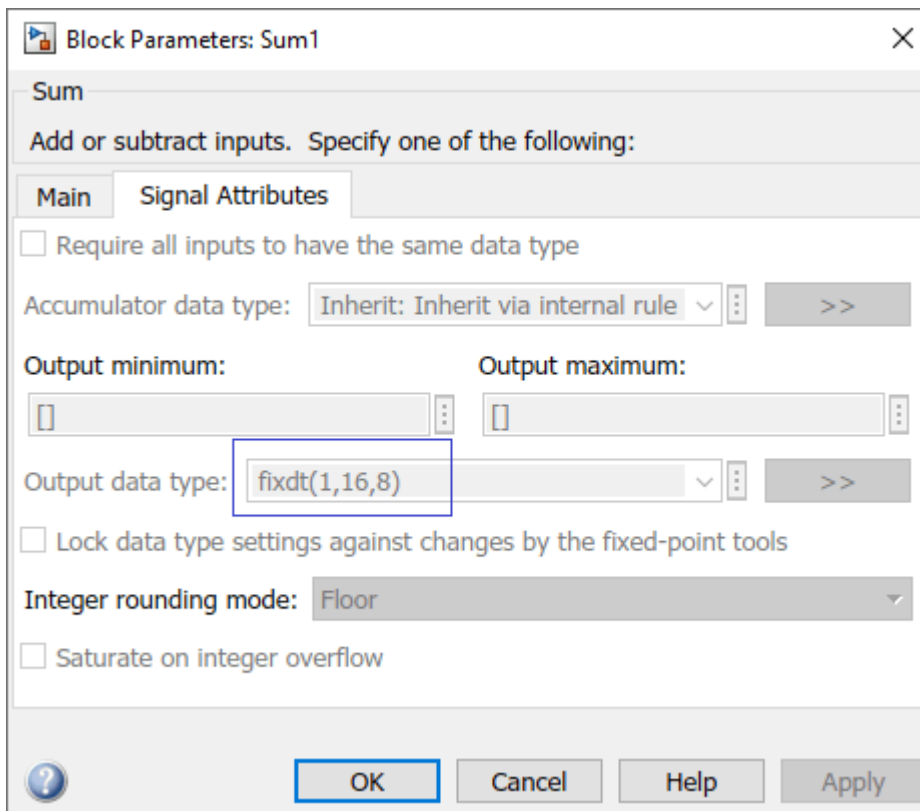 Block Parameters: Sum1
Sum
Add or subtract inputs.  Specify one of the following:
Main Signal Attributes
Require all inputs to have the same data type
Accumulator data type: Inherit: Inherit via internal rule >>
Output minimum: Output maximum:
[] []
Output data type: fixdt(1,16,8) >>
Lock data type settings against changes by the fixed-point tools
Integer rounding mode: Floor
Saturate on integer overflow
? OK Cancel Help Apply